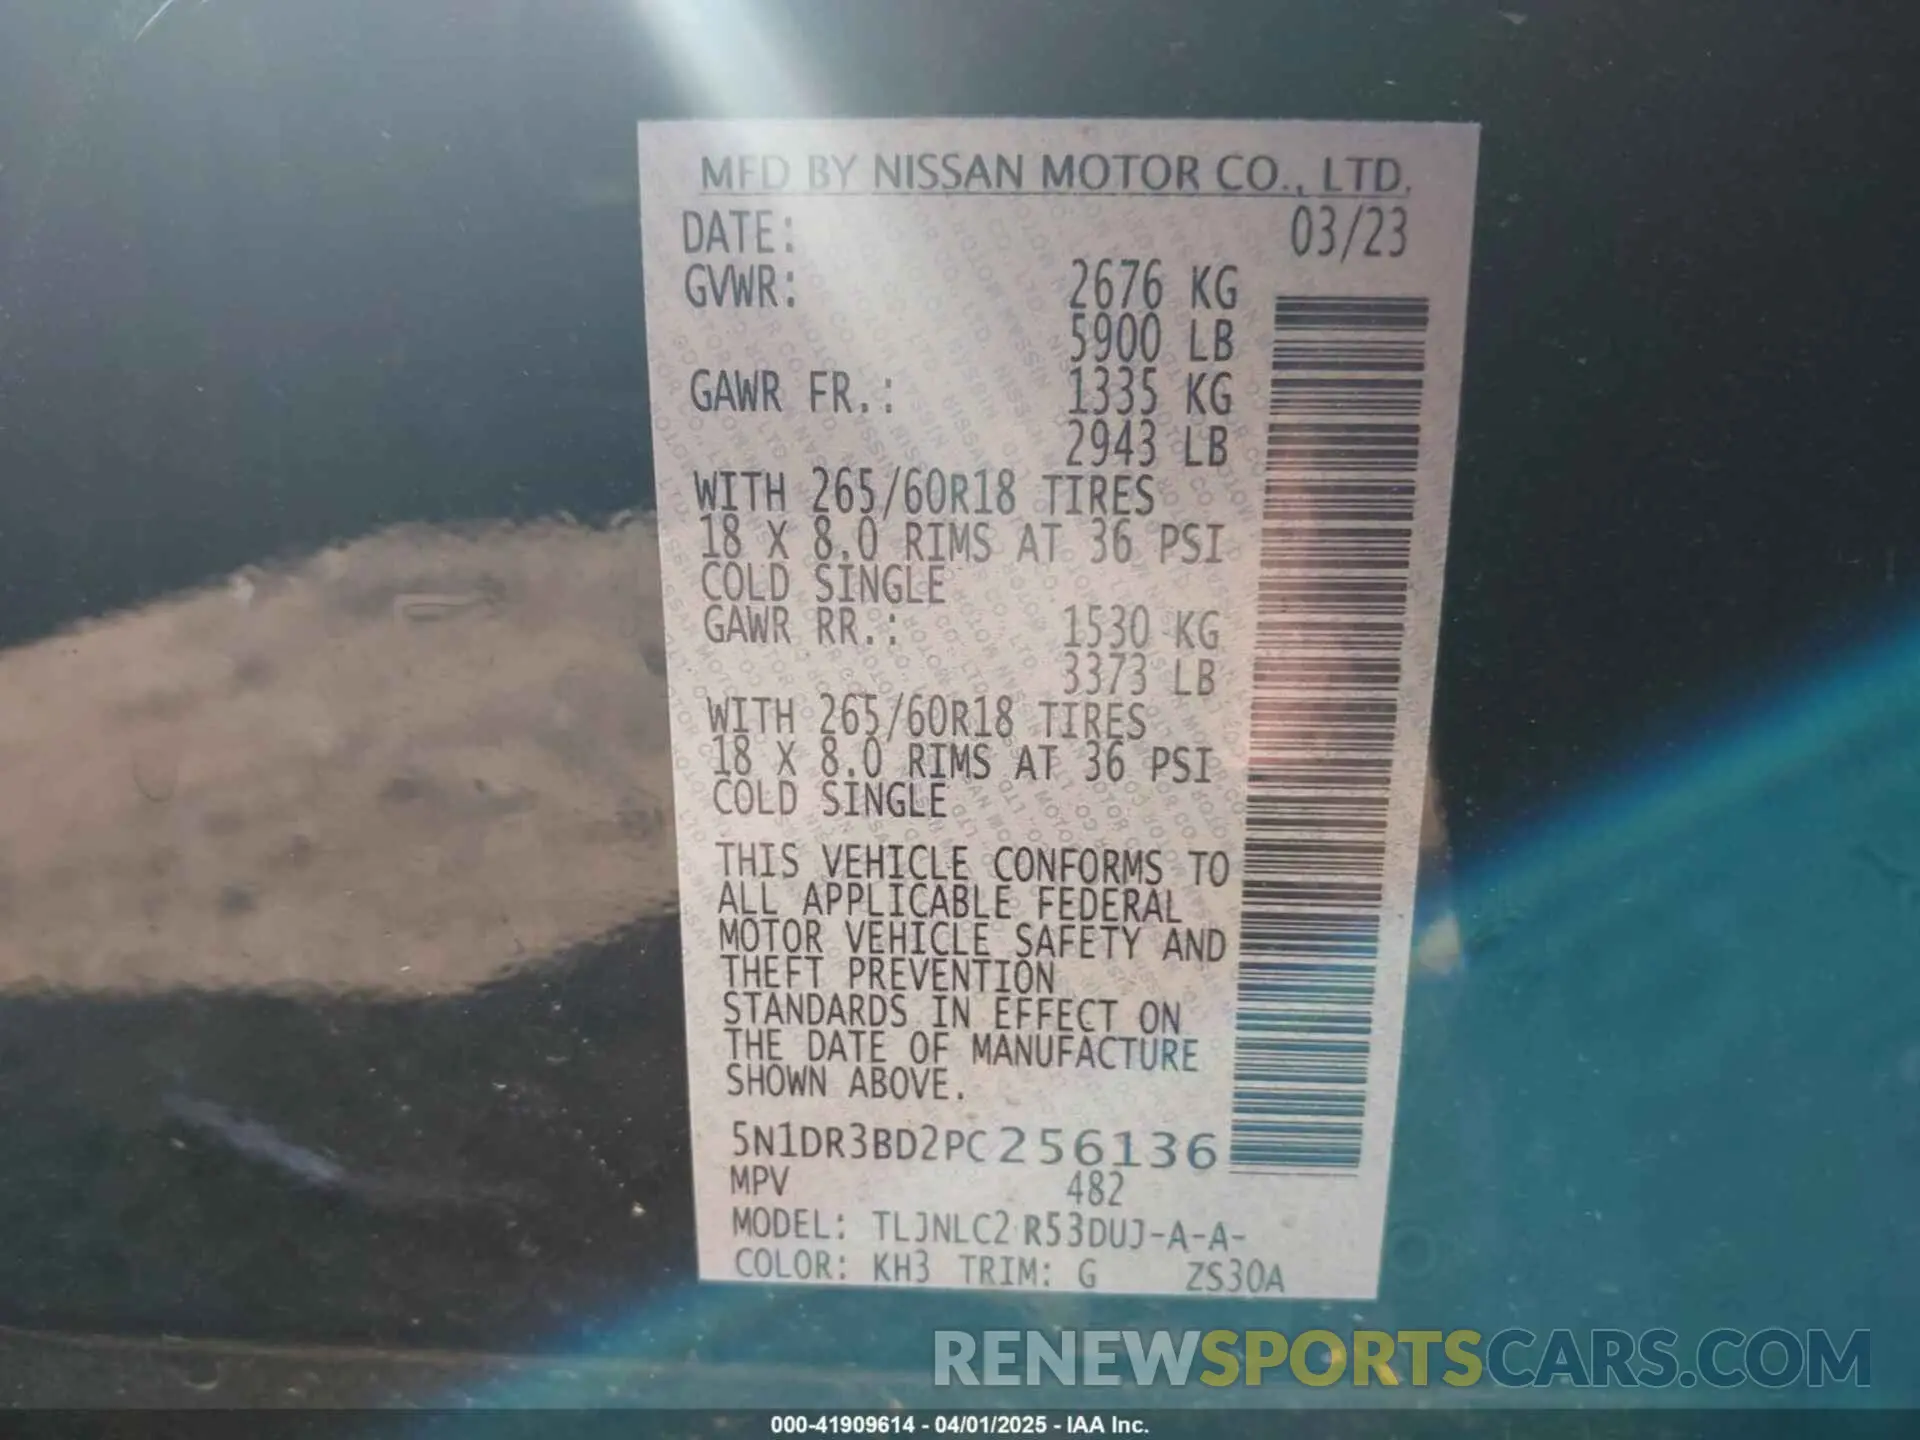 MFD BY NISSAN MOTOR CO., LTD.
DATE: 03/23
GVWR: 2676 KG
5900 LB
GAWR FR.: 1335 KG
2943 LB
WITH 265/60R18 TIRES
18 X 8.0 RIMS AT 36 PSI
COLD SINGLE
GAWR RR.: 1530 KG
3373 LB
WITH 265/60R18 TIRES
18 X 8.0 RIMS AT 36 PSI
COLD SINGLE
THIS VEHICLE CONFORMS TO
ALL APPLICABLE FEDERAL
MOTOR VEHICLE SAFETY AND
THEFT PREVENTION
STANDARDS IN EFFECT ON
THE DATE OF MANUFACTURE
SHOWN ABOVE.
5N1DR3BD2PC256136
MPV 482
MODEL: TLJNLC2 R53DUJ-A-A-
COLOR: KH3 TRIM: G ZS30A
RENEWSPORTSCARS.COM
000-41909614 - 04/01/2025 - IAA Inc.